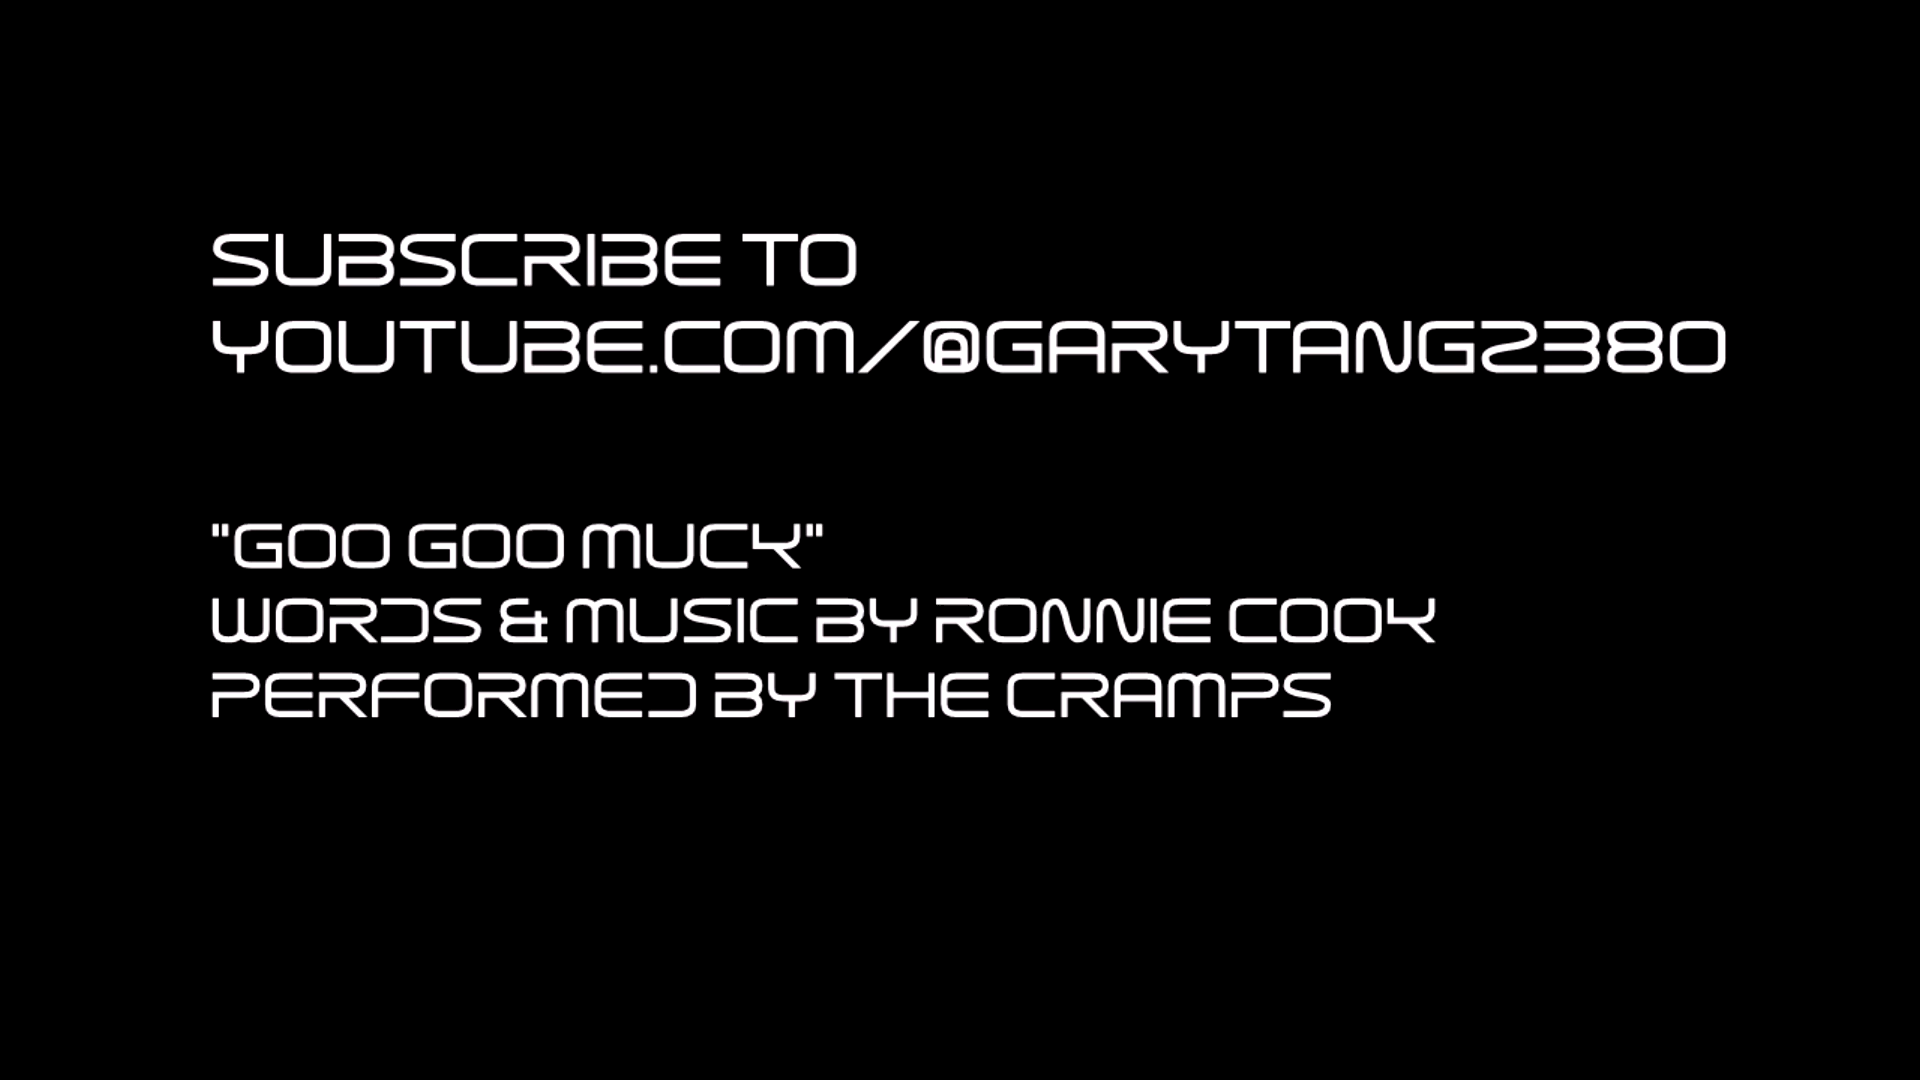 SUBSCRIBE TO
YOUTUBE.COM/@GARYTANG2380
"GOO GOO MUCK"
WORDS & MUSIC BY RONNIE COOK
PERFORMED BY THE CRAMPS